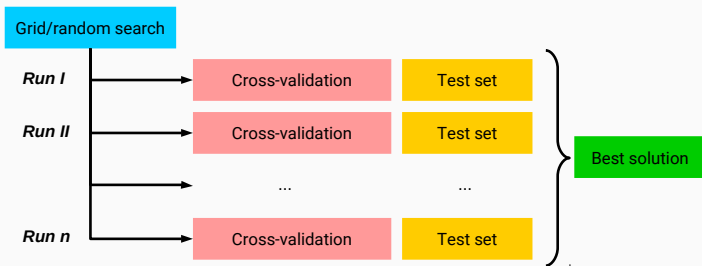 Grid/random search
Run I
Cross-validation
Test set
Run II
Cross-validation
Test set
Best solution
...
...
Run n
Cross-validation
Test set